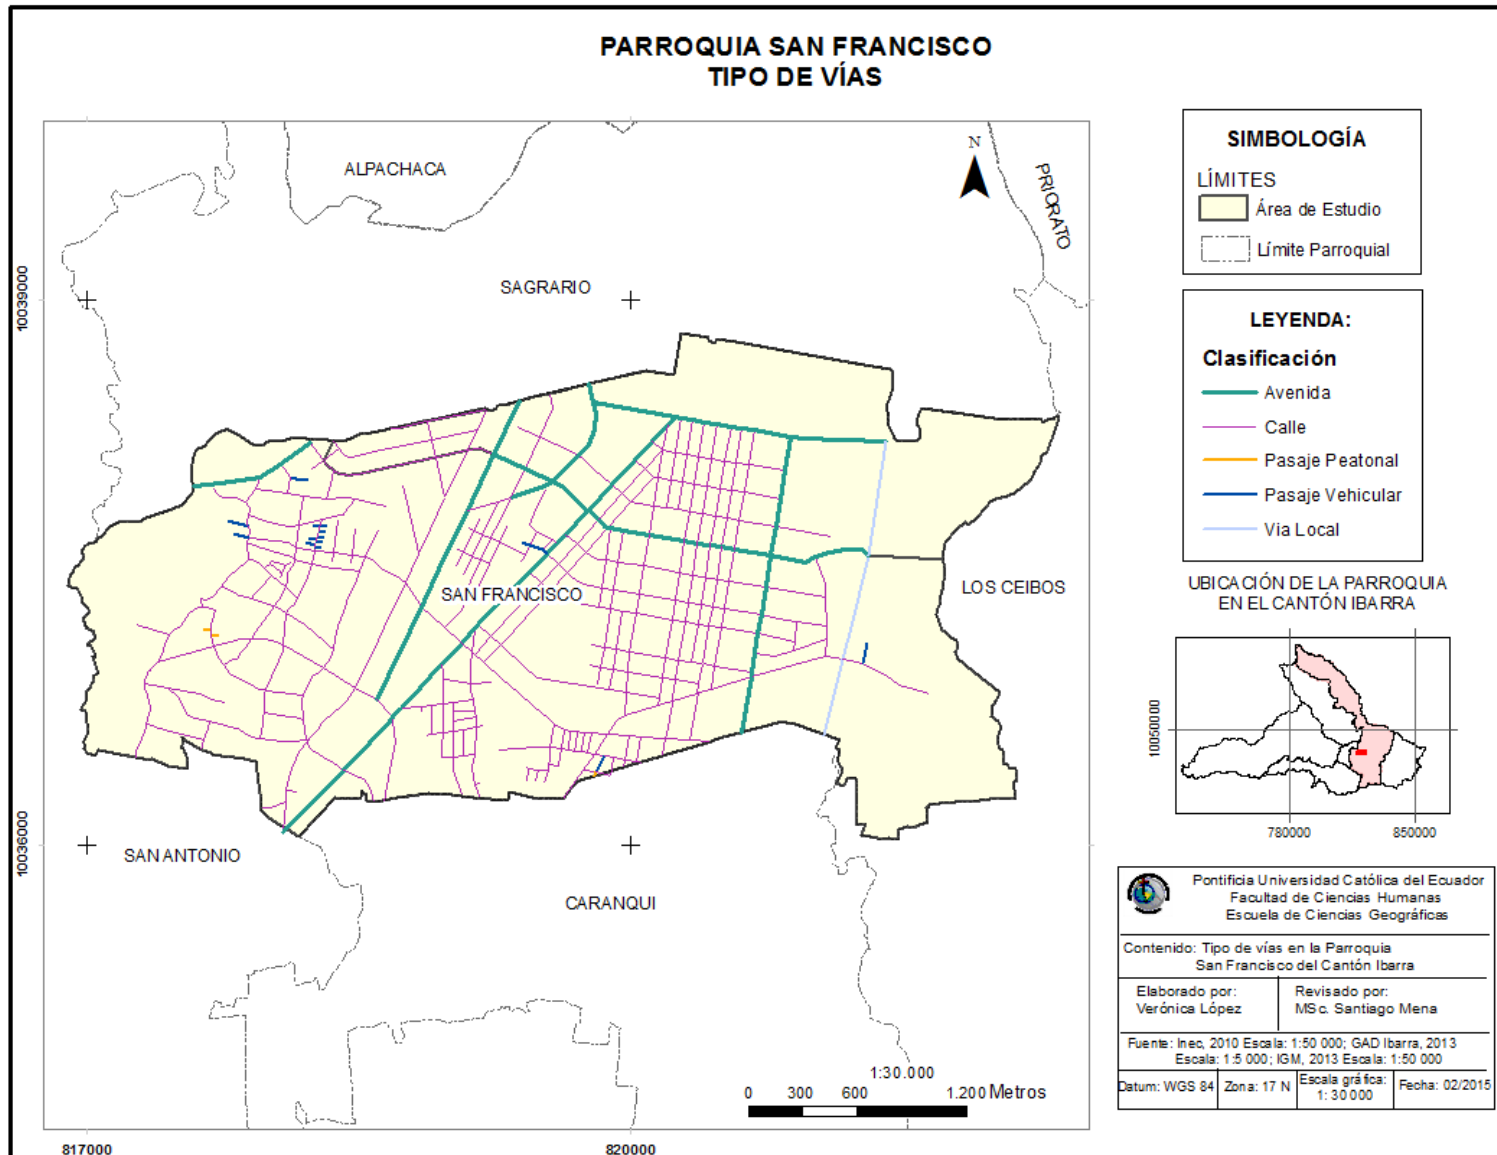 PARROQUIA SAN FRANCISCO
TIPO DE VÍAS
ALPACHACA
N
PRIORATO
SAGRARIO
10039000
SAN FRANCISCO
LOS CEIBOS
10036000
SAN ANTONIO
CARANQUI
1:30.000
0 300 600 1.200 Metros
817000 820000
SIMBOLOGÍA
LÍMITES
Área de Estudio
Límite Parroquial
LEYENDA:
Clasificación
Avenida
Calle
Pasaje Peatonal
Pasaje Vehicular
Via Local
UBICACIÓN DE LA PARROQUIA
EN EL CANTÓN IBARRA
10050000
780000 850000
Pontificia Universidad Católica del Ecuador
Facultad de Ciencias Humanas
Escuela de Ciencias Geográficas
Contenido: Tipo de vías en la Parroquia
San Francisco del Cantón Ibarra
Elaborado por:
Verónica López
Revisado por:
MSc. Santiago Mena
Fuente: Inec, 2010 Escala: 1:50 000; GAD Ibarra, 2013
Escala: 1:5 000; IGM, 2013 Escala: 1:50 000
Datum: WGS 84
Zona: 17 N
Escala gráfica:
1: 30 000
Fecha: 02/2015